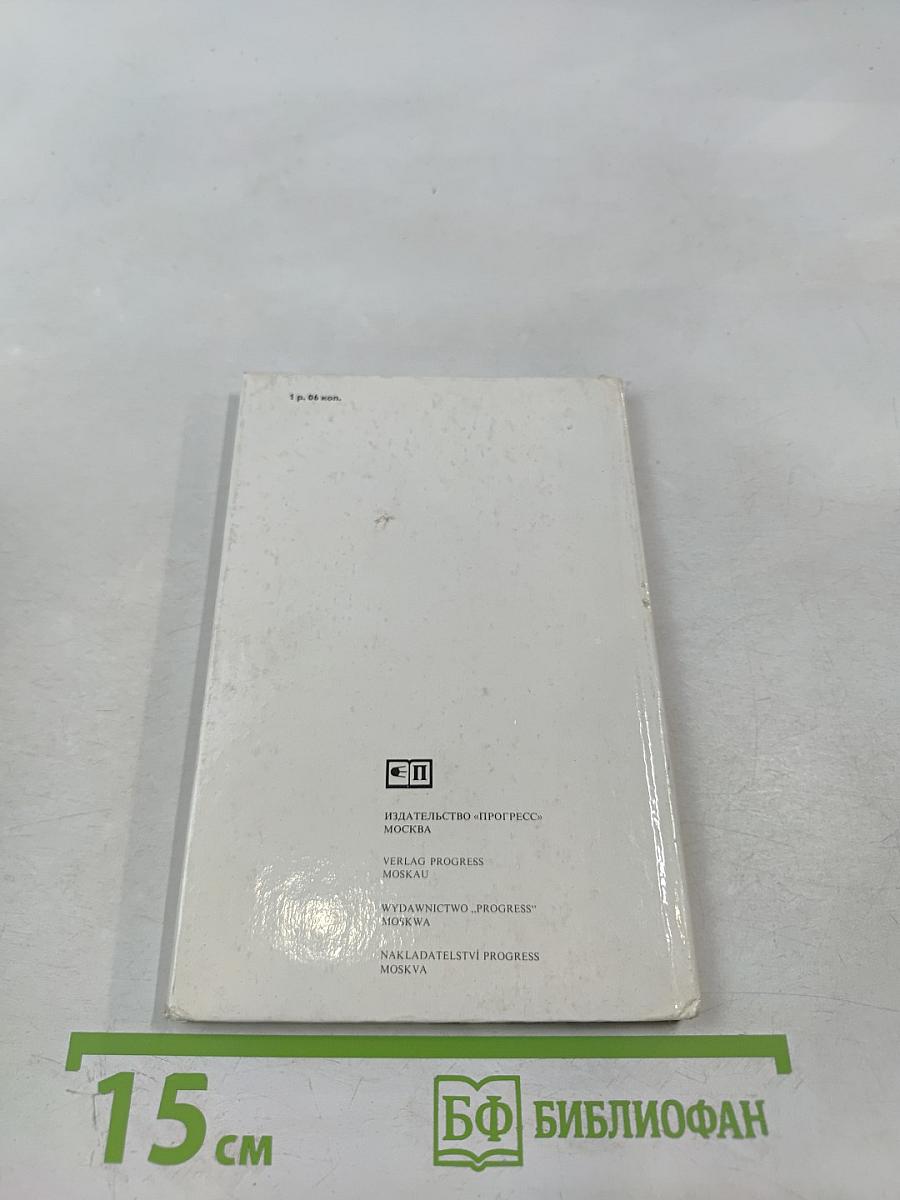 1 р. 06 коп.
П
ИЗДАТЕЛЬСТВО «ПРОГРЕСС»
МОСКВА
VERLAG PROGRESS
MOSKAU
WYDAWNICTWO „PROGRESS“
MOSKWA
NAKLADATELSTVÍ PROGRESS
MOSKVA
15 см
БФ БИБЛИОФАН